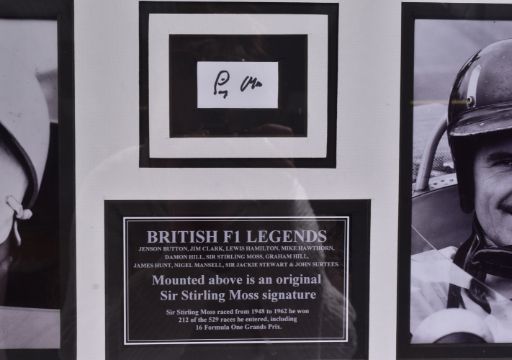 BRITISH F1 LEGENDS
JENSON BUTTON, JIM CLARK, LEWIS HAMILTON, MIKE HAWTHORN,
DAMON HILL, SIR STIRLING MOSS, GRAHAM HILL,
JAMES HUNT, NIGEL MANSELL, SIR JACKIE STEWART & JOHN SURTEES.
Mounted above is an original
Sir Stirling Moss signature
Sir Stirling Moss raced from 1948 to 1962 he won
212 of the 529 races he entered, including
16 Formula One Grands Prix.